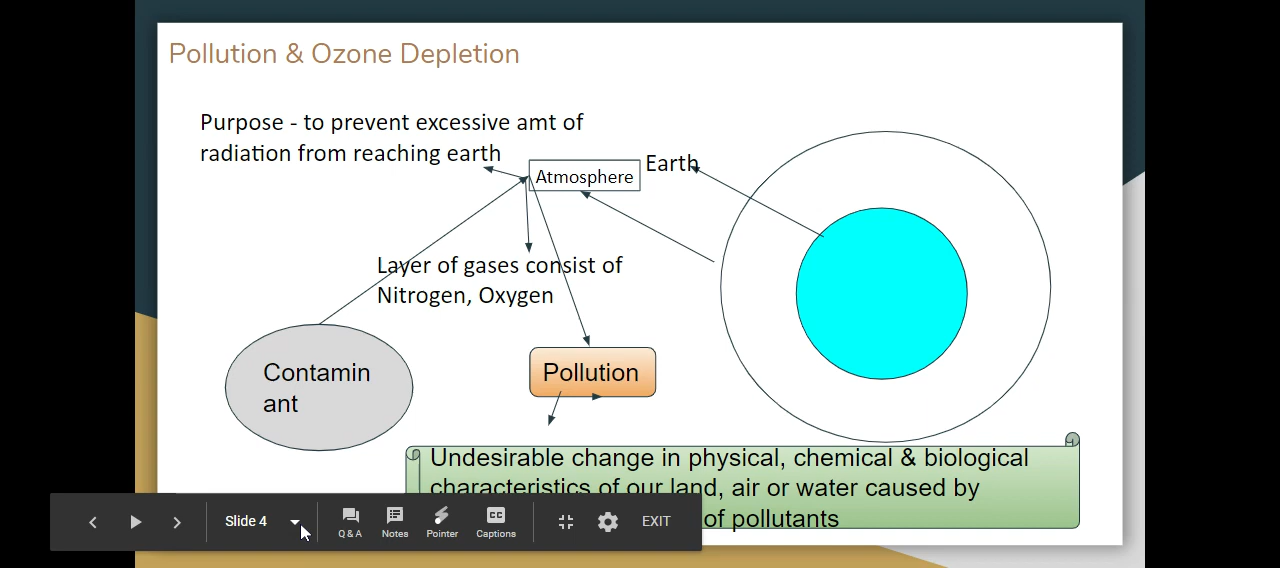 Pollution & Ozone Depletion
Purpose - to prevent excessive amt of
radiation from reaching earth
Atmosphere
Earth
Layer of gases consist of
Nitrogen, Oxygen
Contamin
ant
Pollution
Undesirable change in physical, chemical & biological
characteristics of our land, air or water caused by
of pollutants
Slide 4
Q & A
Notes
Pointer
CC
Captions
EXIT